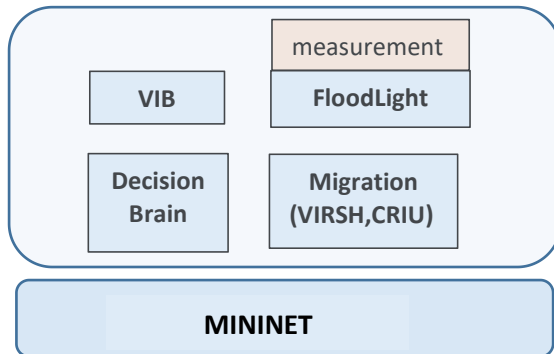 measurement
VIB
FloodLight
Decision
Brain
Migration
(VIRSH,CRIU)
MININET